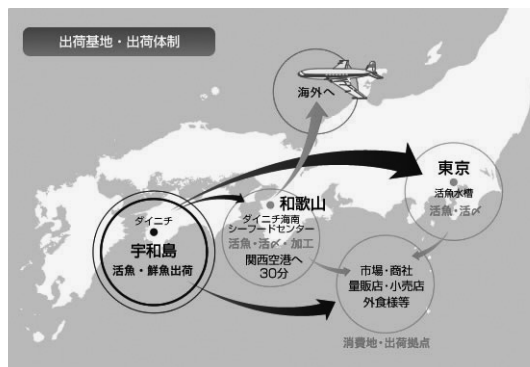 出荷基地・出荷体制
海外へ
東京
活魚水槽
活魚・活〆
和歌山
ダイニチ海南
シーフードセンター
活魚・活〆・加工
関西空港へ
30分
ダイニチ
宇和島
活魚・鮮魚出荷
市場・商社
量販店・小売店
外食様等
消費地・出荷拠点